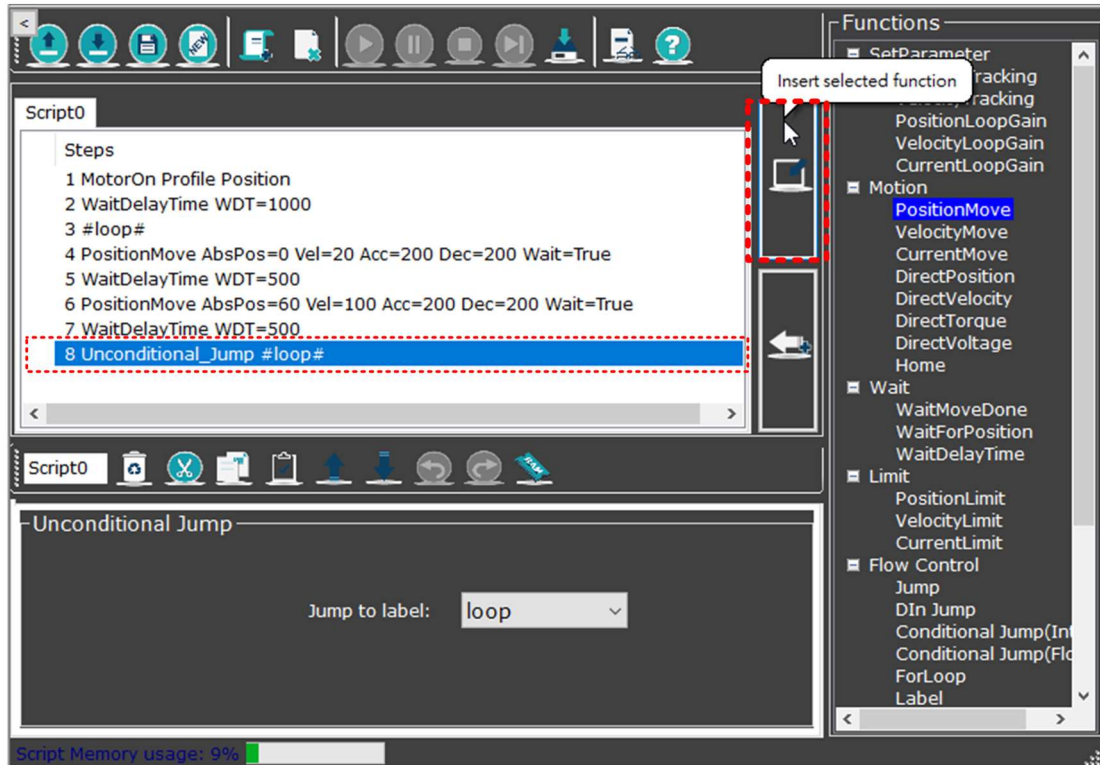 <
NEW
?
Functions
SetParameter
Insert selected function
racking
Tracking
PositionLoopGain
VelocityLoopGain
CurrentLoopGain
Motion
PositionMove
VelocityMove
CurrentMove
DirectPosition
DirectVelocity
DirectTorque
DirectVoltage
Home
Wait
WaitMoveDone
WaitForPosition
WaitDelayTime
Limit
PositionLimit
VelocityLimit
CurrentLimit
Flow Control
Jump
DIn Jump
Conditional Jump(Int
Conditional Jump(Flo
ForLoop
Label
Script0
Steps
1 MotorOn Profile Position
2 WaitDelayTime WDT=1000
3 #loop#
4 PositionMove AbsPos=0 Vel=20 Acc=200 Dec=200 Wait=True
5 WaitDelayTime WDT=500
6 PositionMove AbsPos=60 Vel=100 Acc=200 Dec=200 Wait=True
7 WaitDelayTime WDT=500
8 Unconditional_Jump #loop#
Script0
RAM
Unconditional Jump
Jump to label: loop
Script Memory usage: 9%